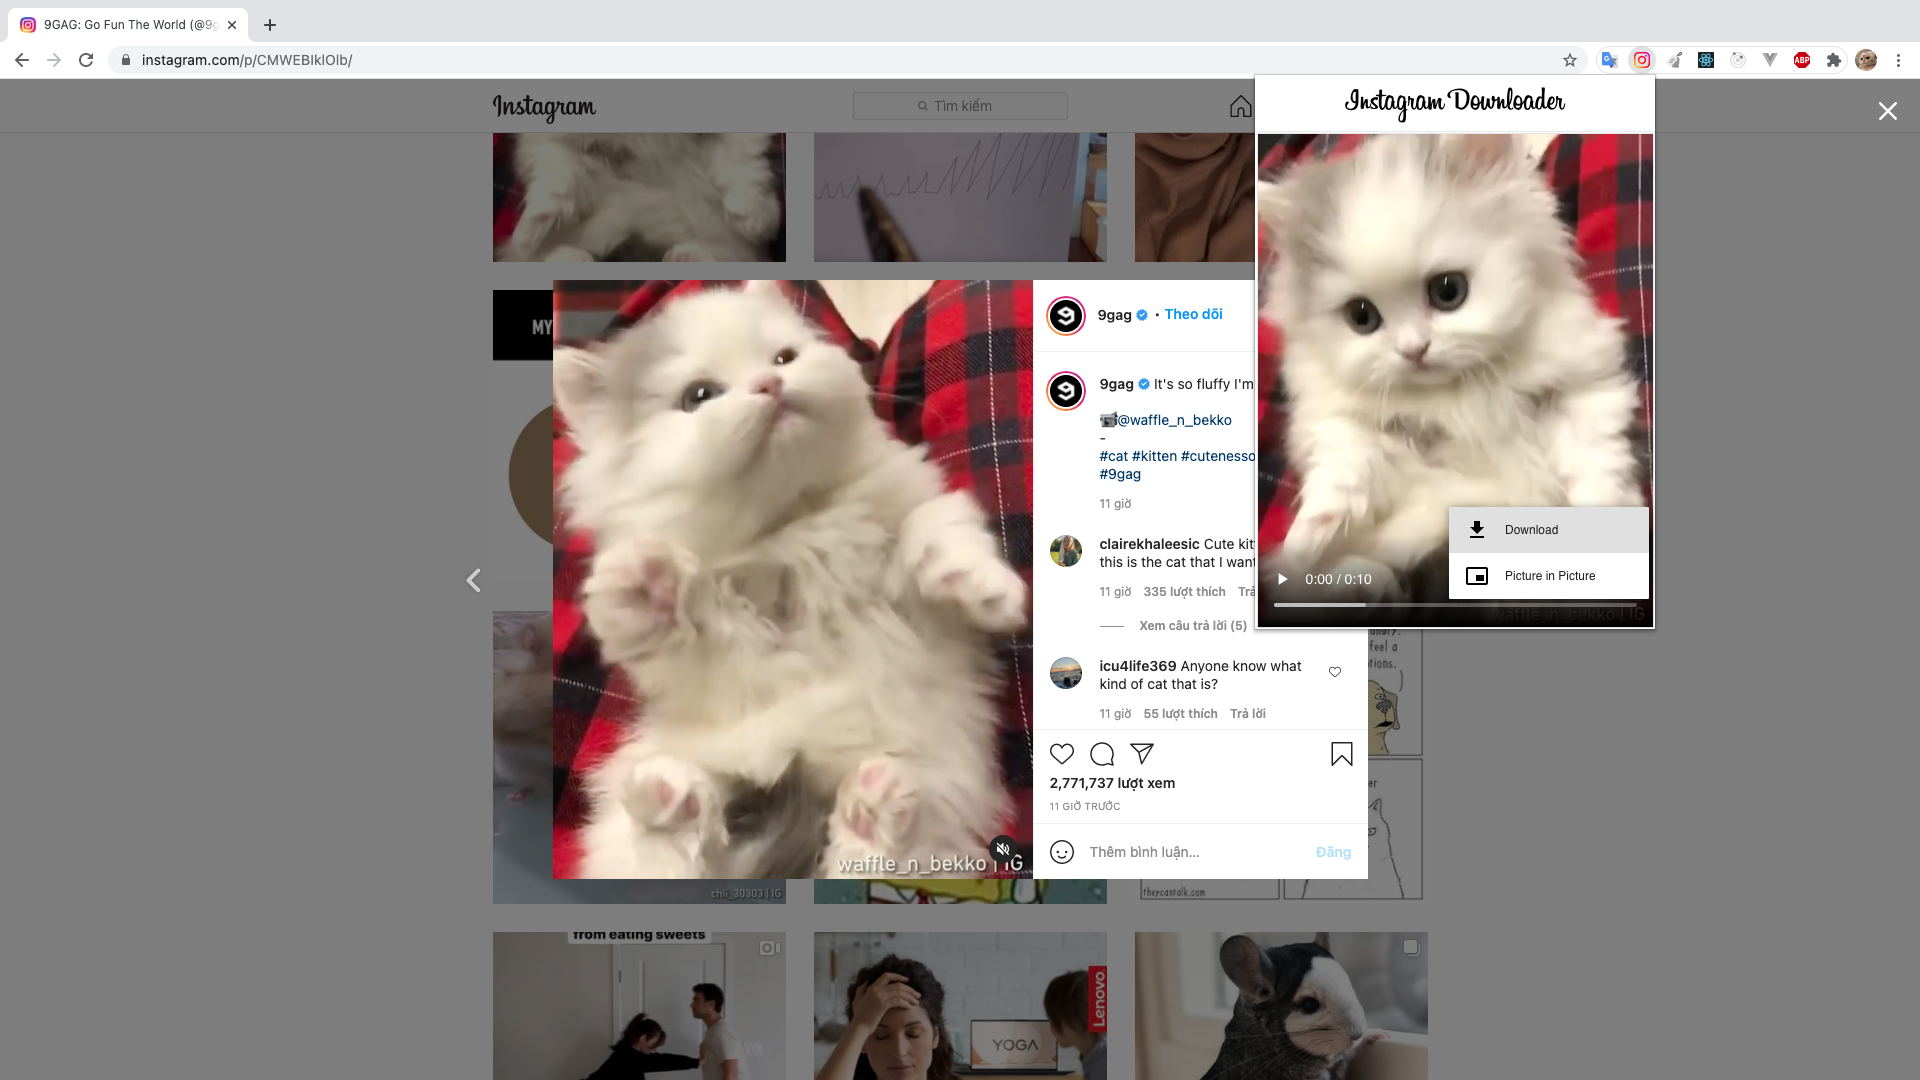 9GAG: Go Fun The World (@9g
instagram.com/p/CMWEBIkIOlb/
ABP
Instagram
Tìm kiếm
Instagram Downloader
MY
9gag • Theo dõi
9gag It's so fluffy I'm
@waffle_n_bekko
-
#cat #kitten #cutenesso
#9gag
11 giờ
clairekhaleesic Cute kit
this is the cat that I want
11 giờ 335 lượt thích Trả
Xem câu trả lời (5)
icu4life369 Anyone know what
kind of cat that is?
11 giờ 55 lượt thích Trả lời
2,771,737 lượt xem
11 GIỜ TRƯỚC
Thêm bình luận...
Đăng
waffle_n_bekko | IG
Download
Picture in Picture
0:00 / 0:10
waffle_n_bekko | IG
feel a
chii_30303 | IG
theycantalk.com
from eating sweets
Lenovo
YOGA